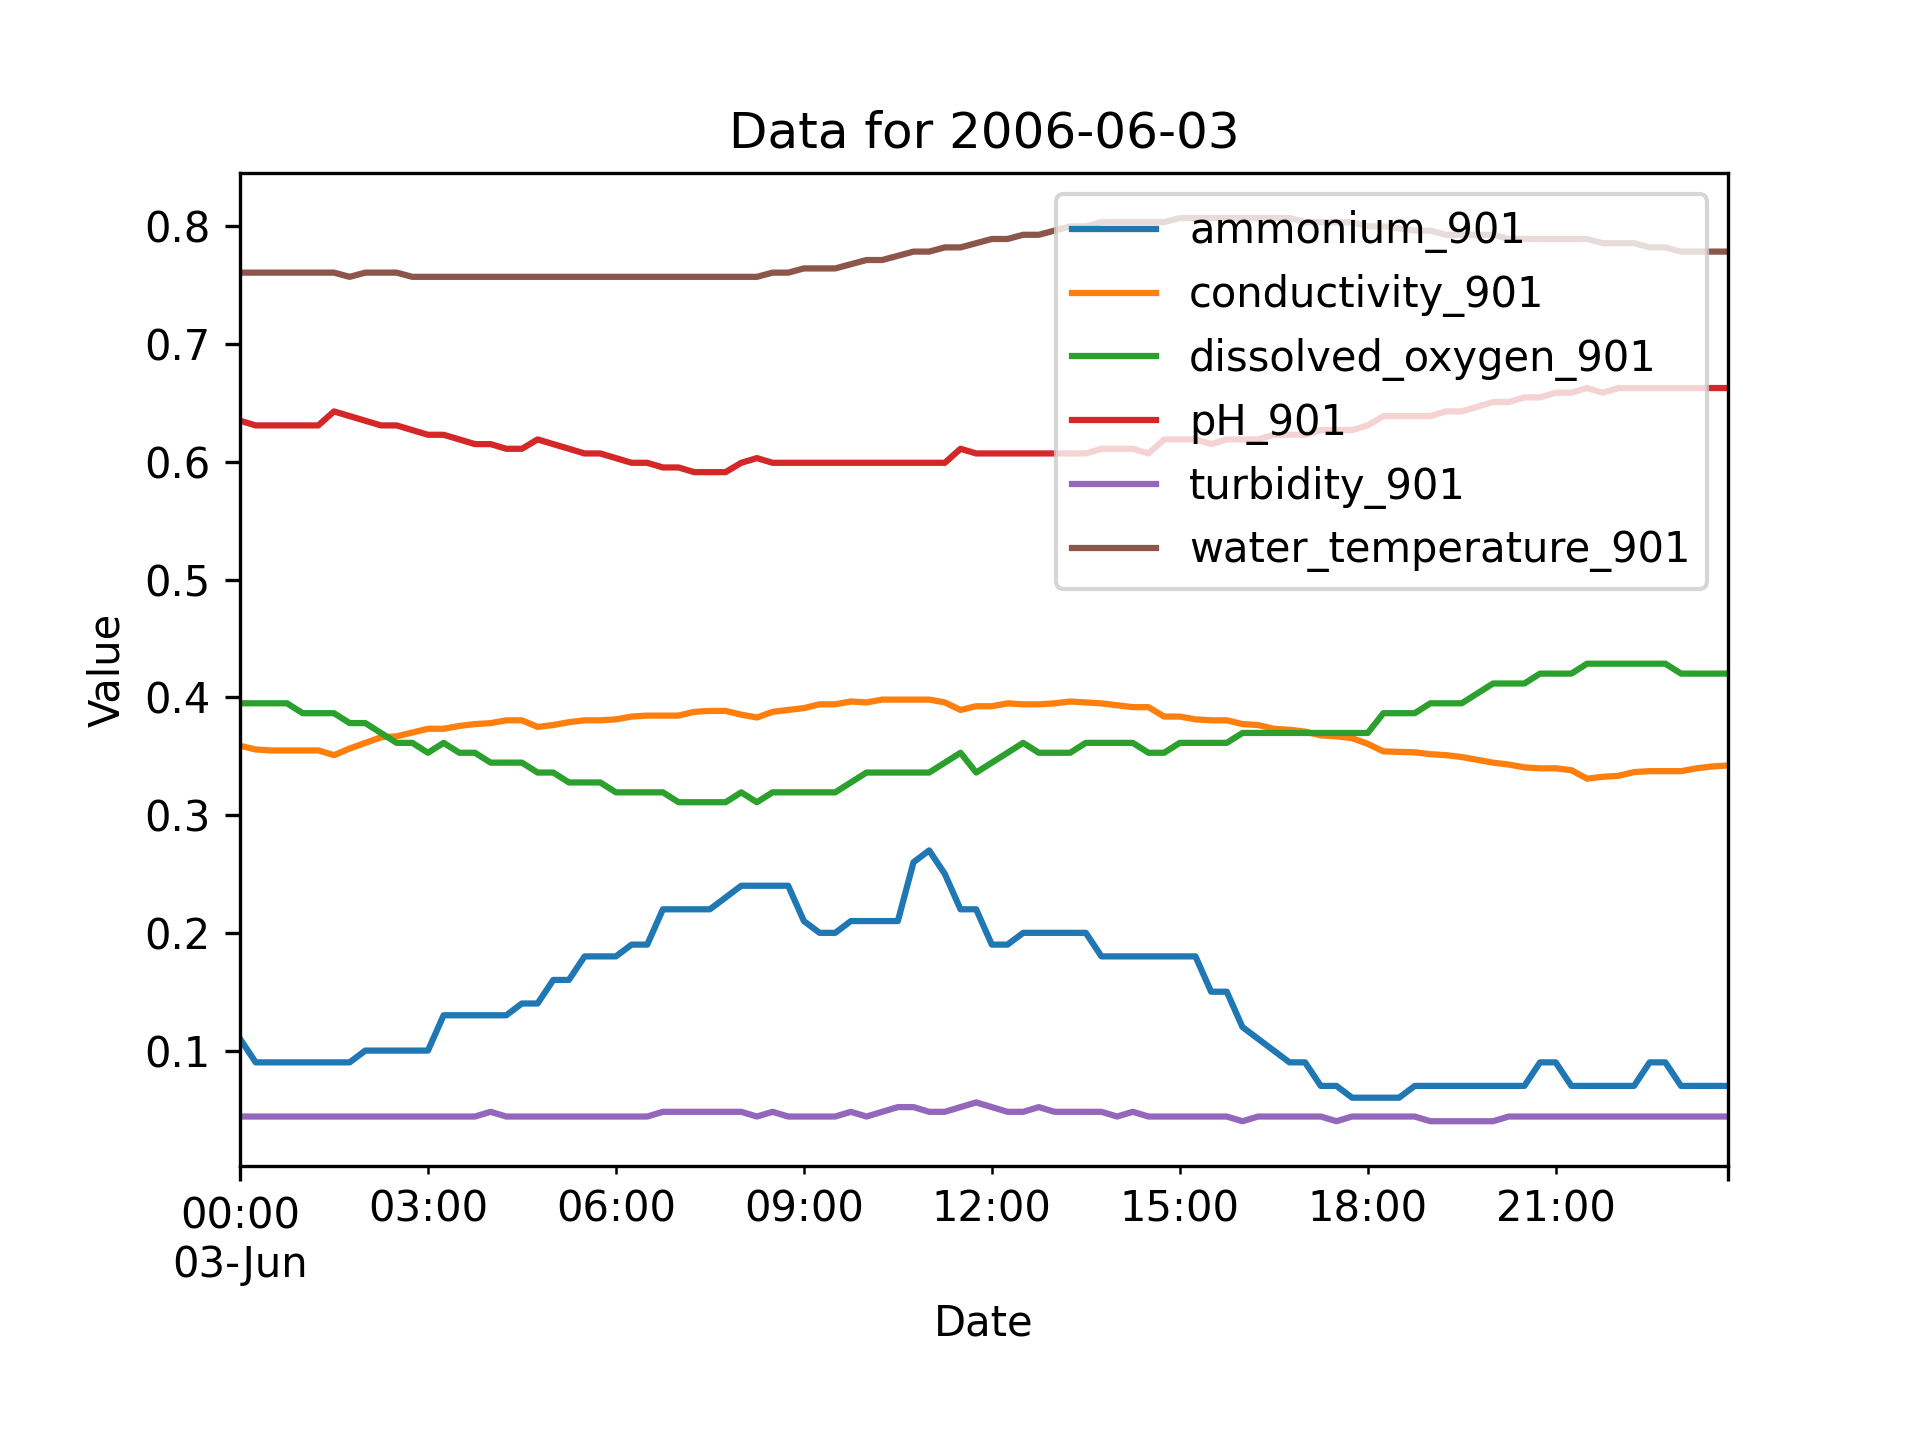 Data for 2006-06-03
0.8
0.7
0.6
0.5
0.4
0.3
0.2
0.1
Value
ammonium_901
conductivity_901
dissolved_oxygen_901
pH_901
turbidity_901
water_temperature_901
00:00 03:00 06:00 09:00 12:00 15:00 18:00 21:00
03-Jun
Date